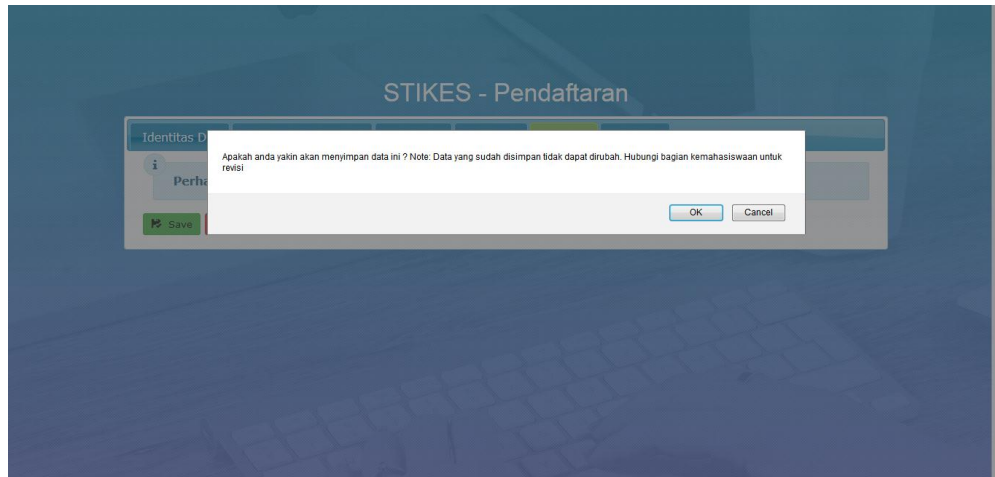 STIKES - Pendaftaran
Identitas
Apakah anda yakin akan menyimpan data ini ? Note: Data yang sudah disimpan tidak dapat dirubah. Hubungi bagian kemahasiswaan untuk
revisi
i
OK Cancel
Save